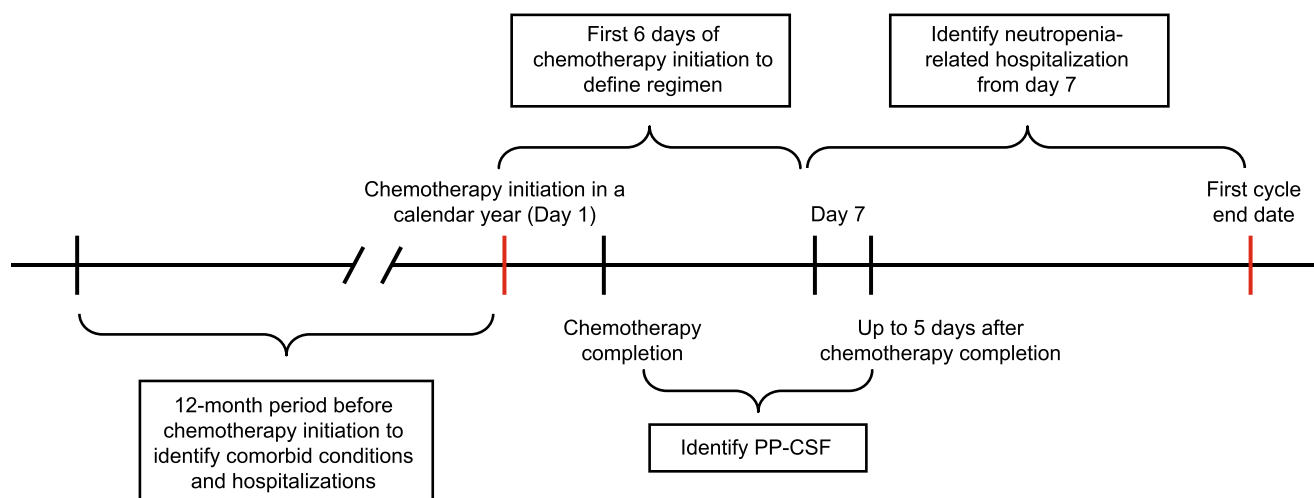 First 6 days of
chemotherapy initiation to
define regimen
Identify neutropenia-
related hospitalization
from day 7
Chemotherapy initiation in a
calendar year (Day 1)
Day 7
First cycle
end date
Chemotherapy
completion
Up to 5 days after
chemotherapy completion
12-month period before
chemotherapy initiation to
identify comorbid conditions
and hospitalizations
Identify PP-CSF